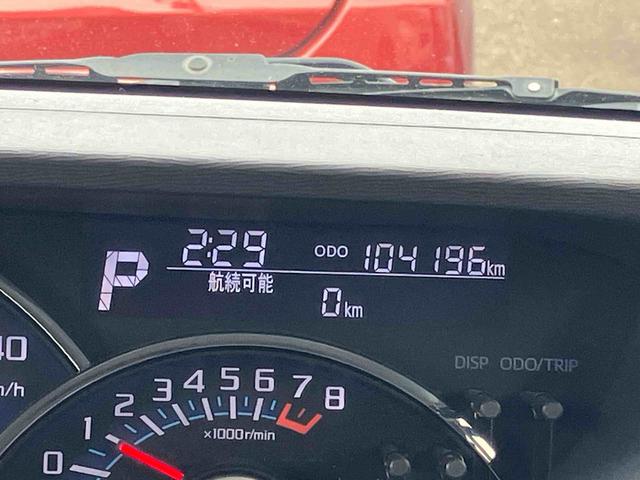 P
2:29
ODO 104196km
航続可能
0km
DISP ODO/TRIP
40
m/h
0 1 2 3 4 5 6 7 8
×1000r/min